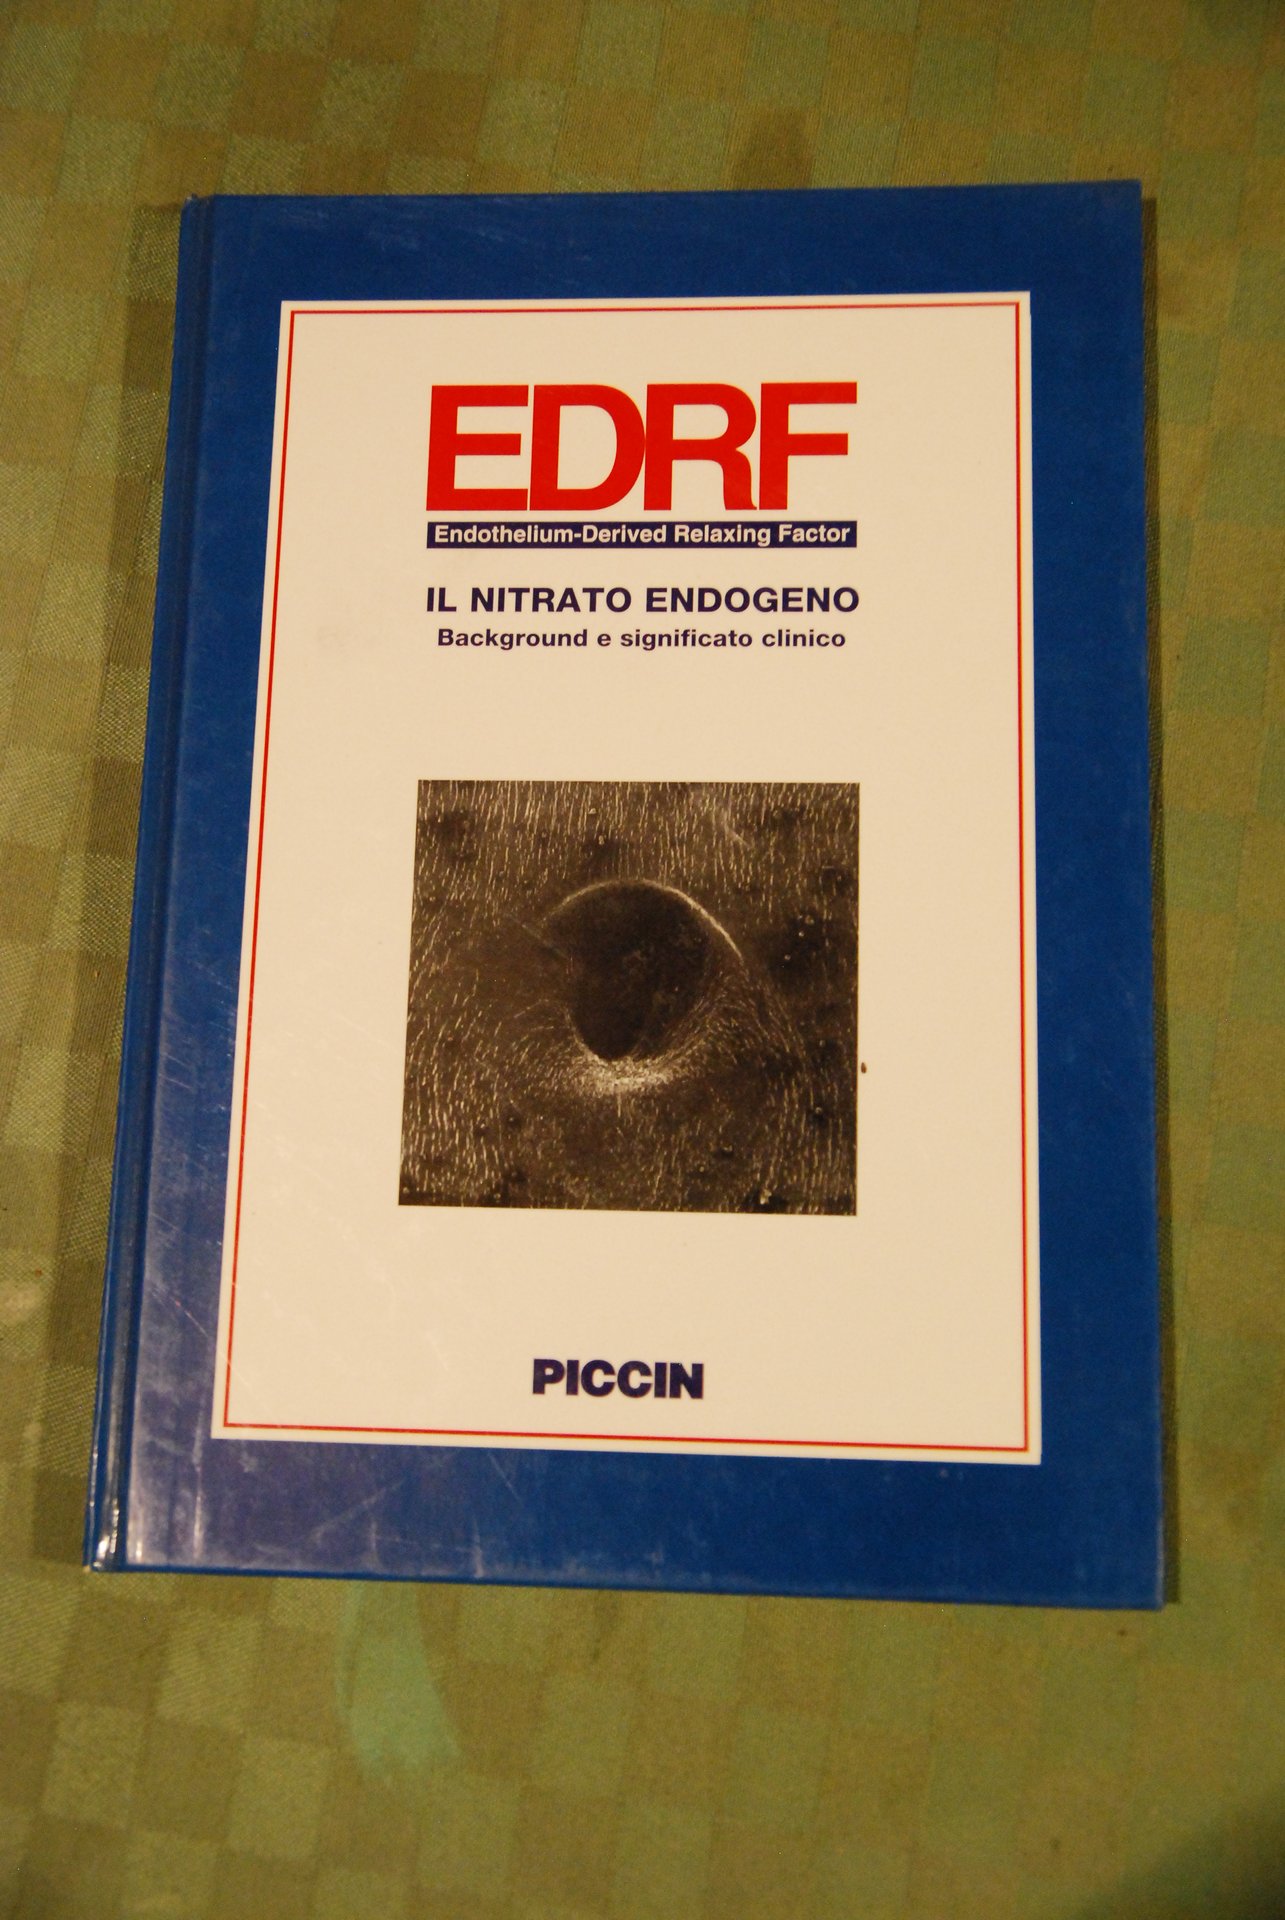 EDRF
Endothelium-Derived Relaxing Factor
IL NITRATO ENDOGENO
Background e significato clinico
PICCIN